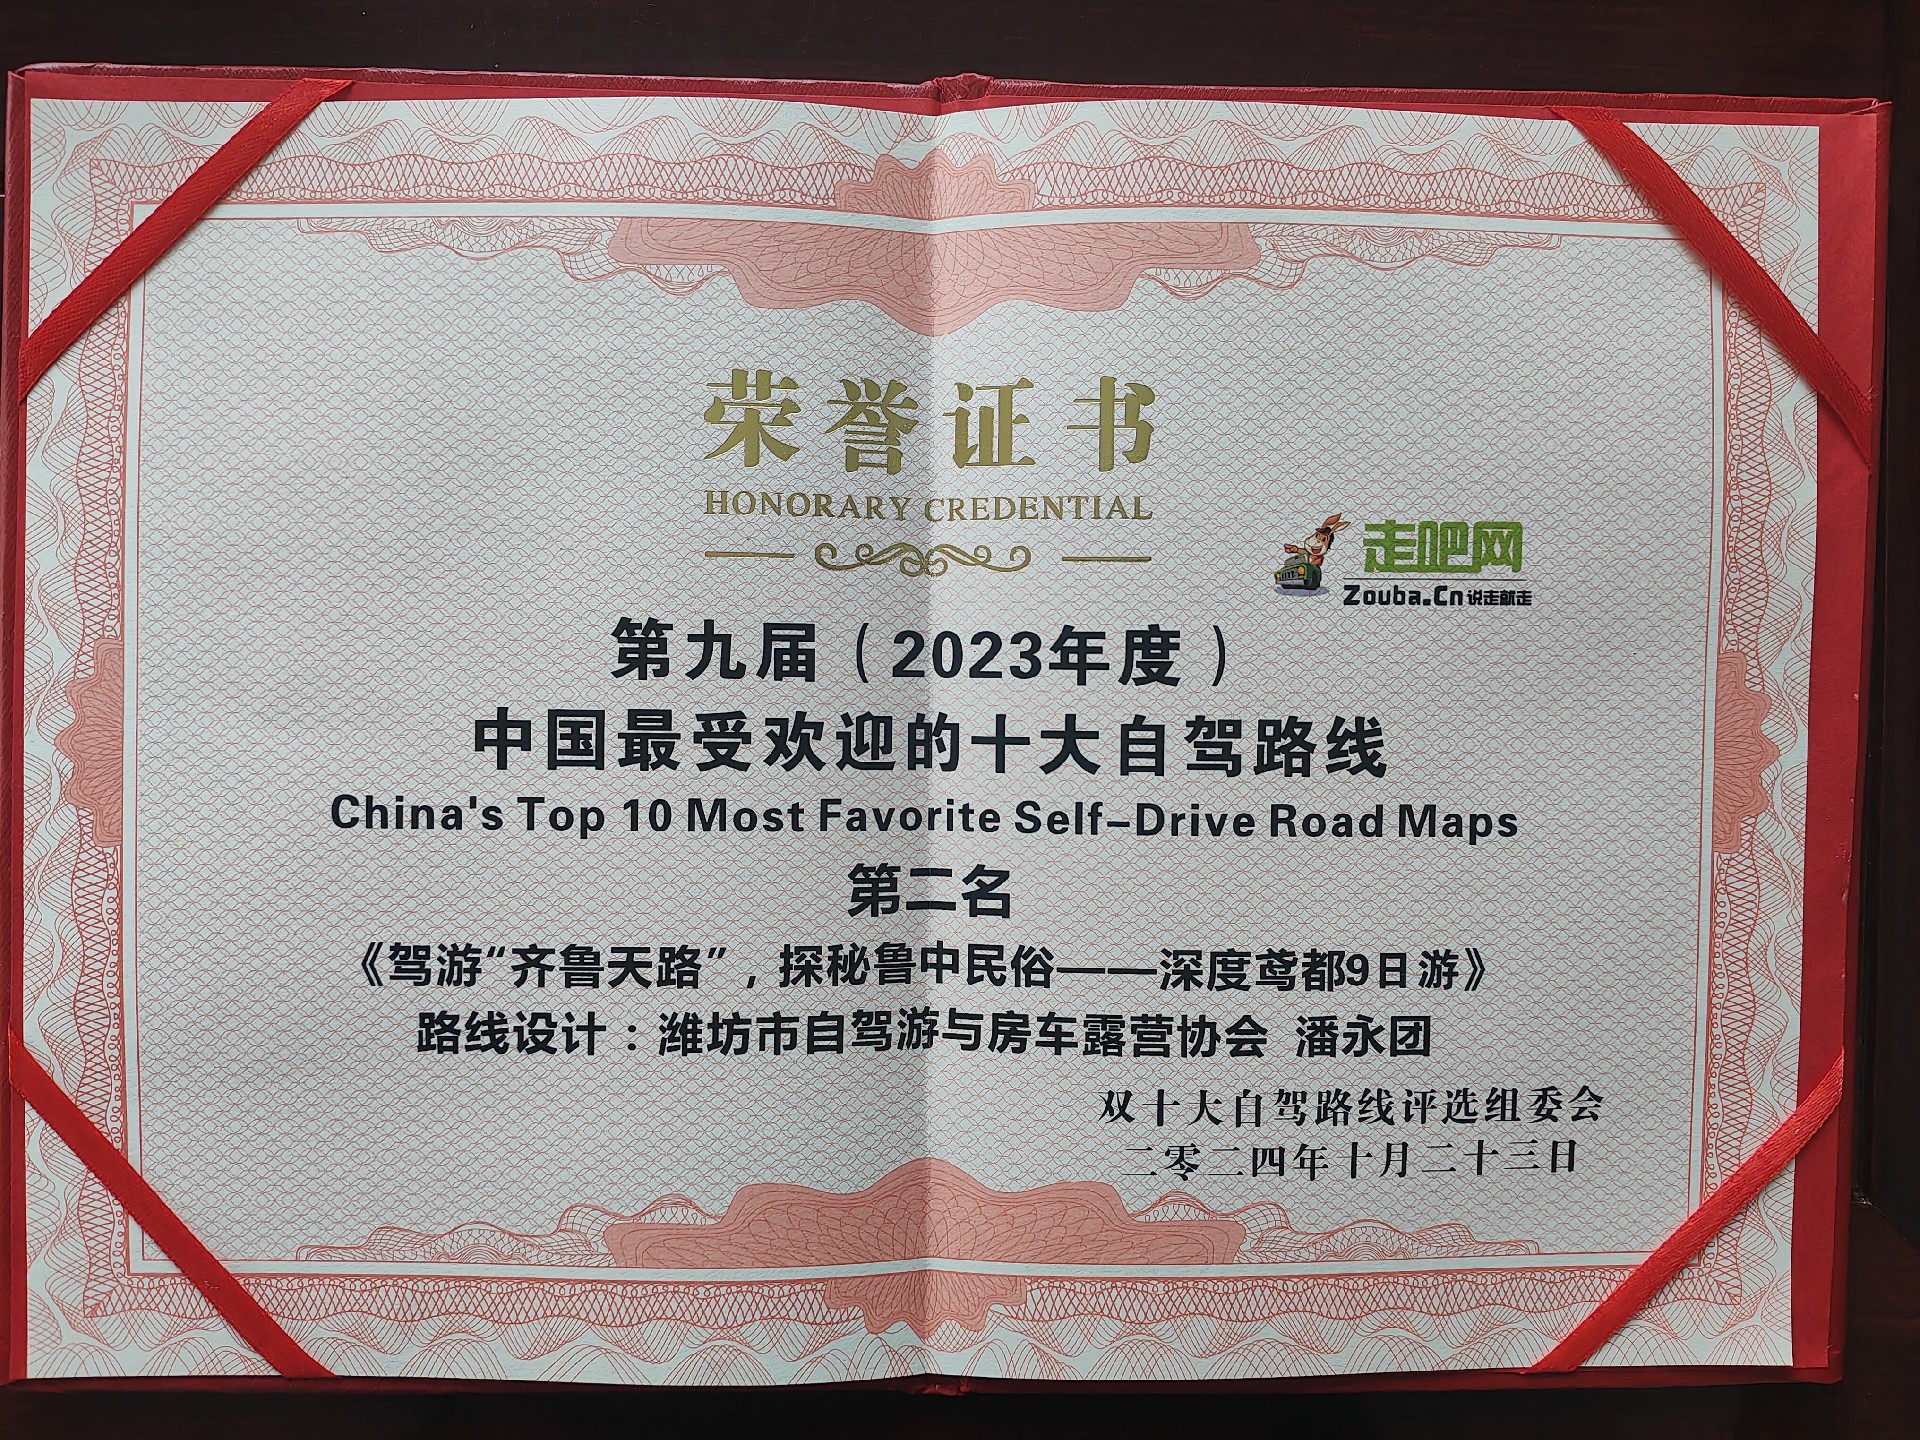 荣誉证书
HONORARY CREDENTIAL
走吧网
Zouba.Cn 说走就走
第九届（2023年度）
中国最受欢迎的十大自驾路线
China's Top 10 Most Favorite Self-Drive Road Maps
第二名
《驾游“齐鲁天路”，探秘鲁中民俗——深度鸢都9日游》
路线设计：潍坊市自驾游与房车露营协会 潘永团
双十大自驾路线评选组委会
二零二四年十月二十三日